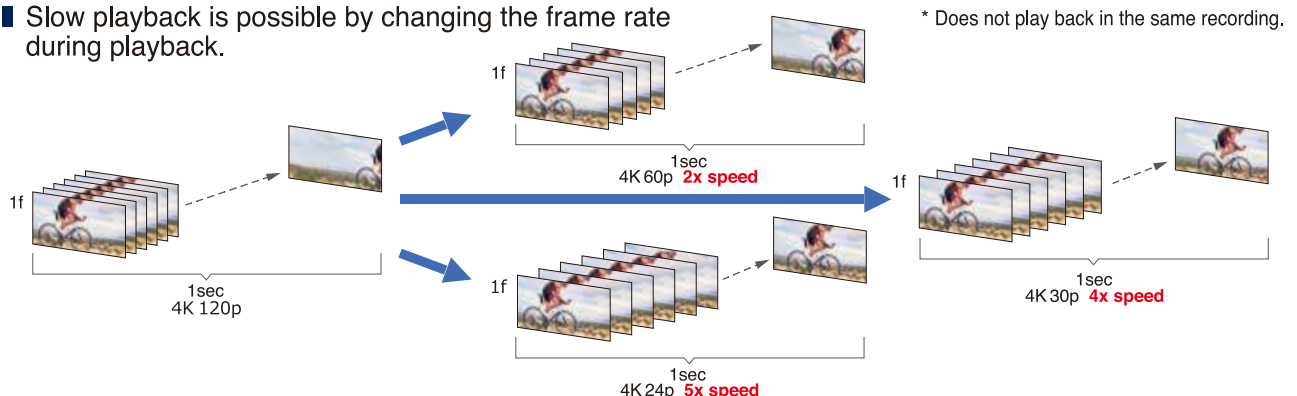 Slow playback is possible by changing the frame rate
during playback.
* Does not play back in the same recording.
1f
1sec
4K 120p
1f
1sec
4K 60p 2x speed
1f
1sec
4K 24p 5x speed
1f
1sec
4K 30p 4x speed